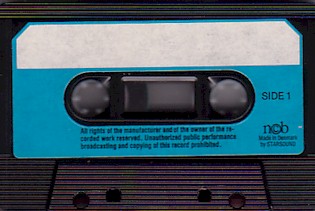 SIDE 1
All rights of the manufacturer and of the owner of the re-
corded work reserved. Unauthorized public performance
broadcasting and copying of this record prohibited.
ncb
Made in Denmark
by STARSOUND